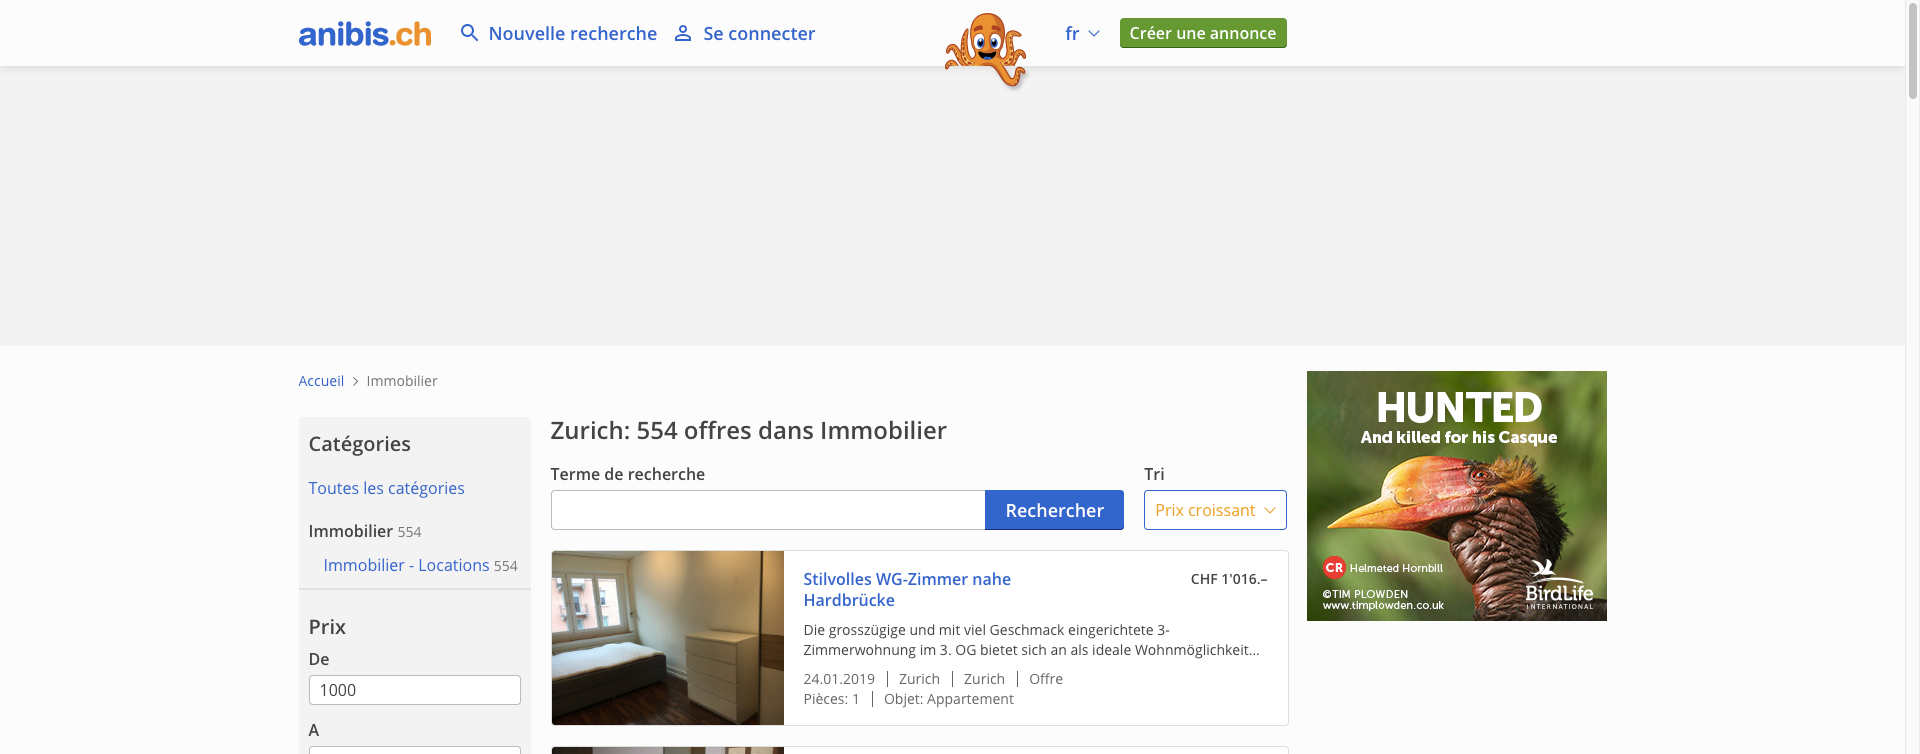 anibis.ch
Nouvelle recherche
Se connecter
fr
Créer une annonce
Accueil
Immobilier
Catégories
Toutes les catégories
Immobilier 554
Immobilier - Locations 554
Prix
De
1000
A
Zurich: 554 offres dans Immobilier
Terme de recherche
Tri
Rechercher
Prix croissant
Stilvolles WG-Zimmer nahe
Hardbrücke
CHF 1'016.–
Die grosszügige und mit viel Geschmack eingerichtete 3-
Zimmerwohnung im 3. OG bietet sich an als ideale Wohnmöglichkeit...
24.01.2019 | Zurich | Zurich | Offre
Pièces: 1 | Objet: Appartement
HUNTED
And killed for his Casque
CR Helmeted Hornbill
©TIM PLOWDEN
www.timplowden.co.uk
BirdLife
INTERNATIONAL